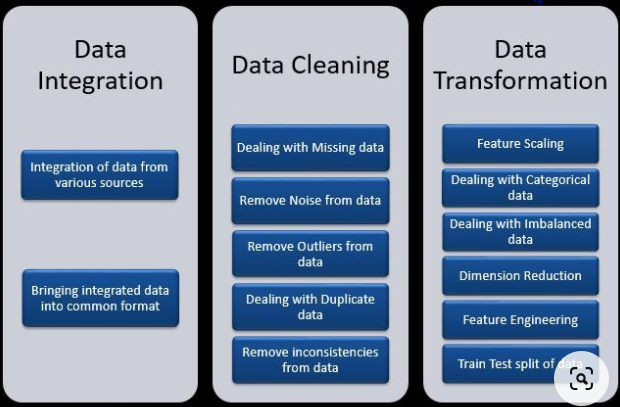 Data
Integration
Integration of data from
various sources
Bringing integrated data
into common format
Data Cleaning
Dealing with Missing data
Remove Noise from data
Remove Outliers from
data
Dealing with Duplicate
data
Remove inconsistencies
from data
Data
Transformation
Feature Scaling
Dealing with Categorical
data
Dealing with Imbalanced
data
Dimension Reduction
Feature Engineering
Train Test split of data